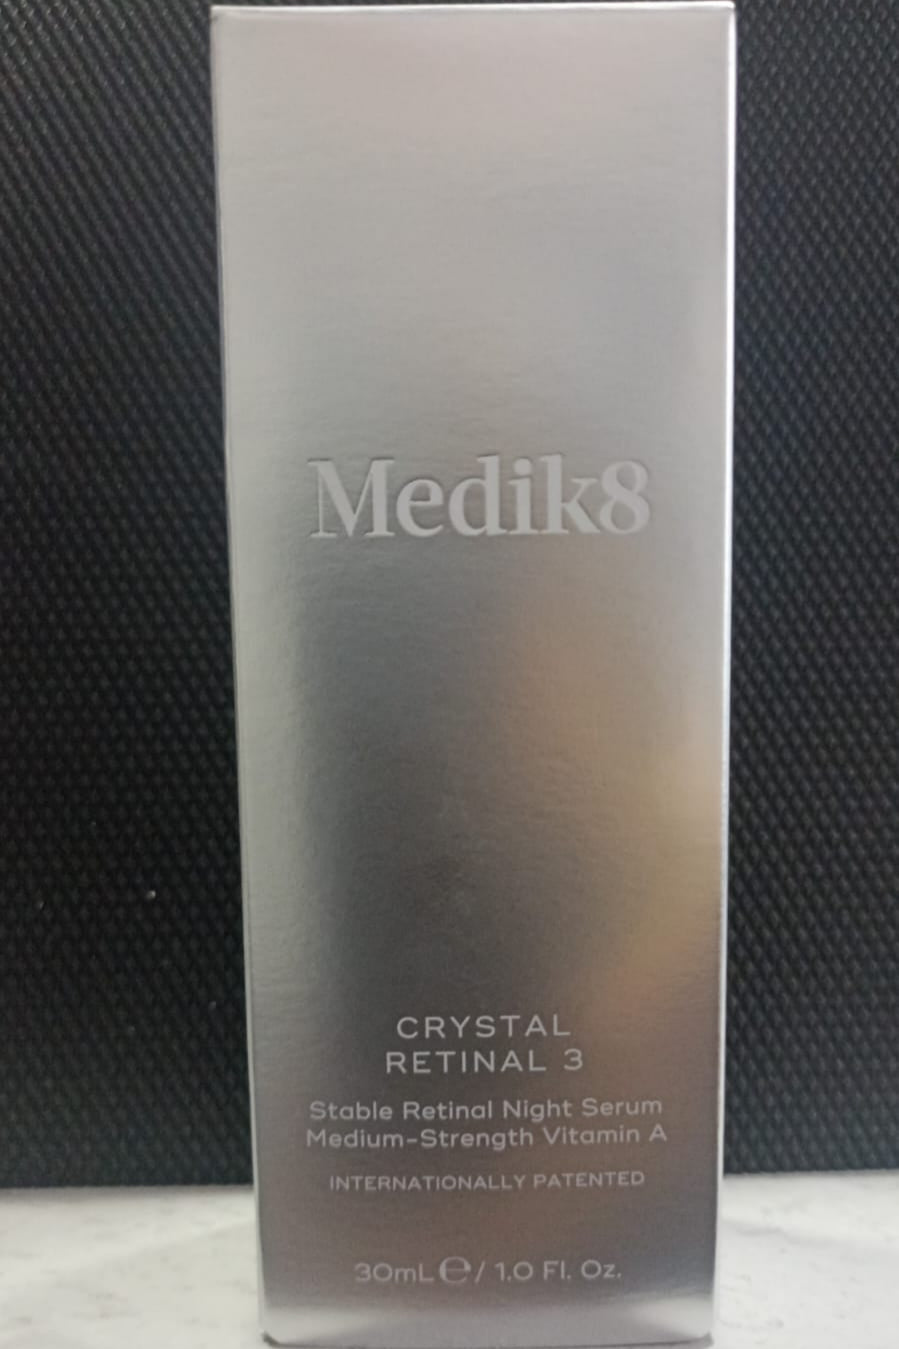 Medik8
CRYSTAL
RETINAL 3
Stable Retinal Night Serum
Medium-Strength Vitamin A
INTERNATIONALLY PATENTED
30mL ℮ / 1.0 Fl. Oz.